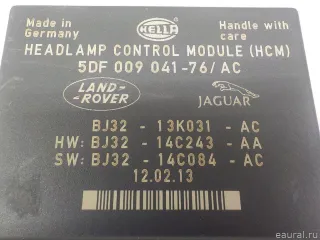 Made in Germany
HELLA
Handle with care
HEADLAMP CONTROL MODULE (HCM)
5DF 009 041-76/ AC
LAND-ROVER
JAGUAR
BJ32 - 13K031 - AC
HW: BJ32 - 14C243 - AA
SW: BJ32 - 14C084 - AC
12.02.13
eaural.ru